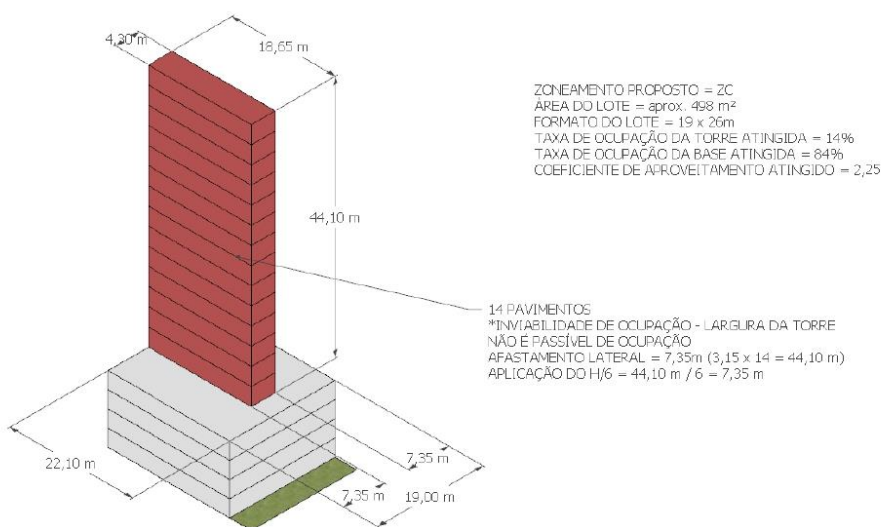 4,30 m
18,65 m
44,10 m
ZONEAMENTO PROPOSTO = ZC
ÁREA DO LOTE = aprox. 498 m²
FORMATO DO LOTE = 19 x 26m
TAXA DE OCUPAÇÃO DA TORRE ATINGIDA = 14%
TAXA DE OCUPAÇÃO DA BASE ATINGIDA = 84%
COEFICIENTE DE APROVEITAMENTO ATINGIDO = 2,25
14 PAVIMENTOS
*INVIABILIDADE DE OCUPAÇÃO - LARGURA DA TORRE
NÃO É PASSÍVEL DE OCUPAÇÃO
AFASTAMENTO LATERAL = 7,35m (3,15 x 14 = 44,10 m)
APLICAÇÃO DO H/6 = 44,10 m / 6 = 7,35 m
22,10 m
7,35 m
7,35 m
19,00 m